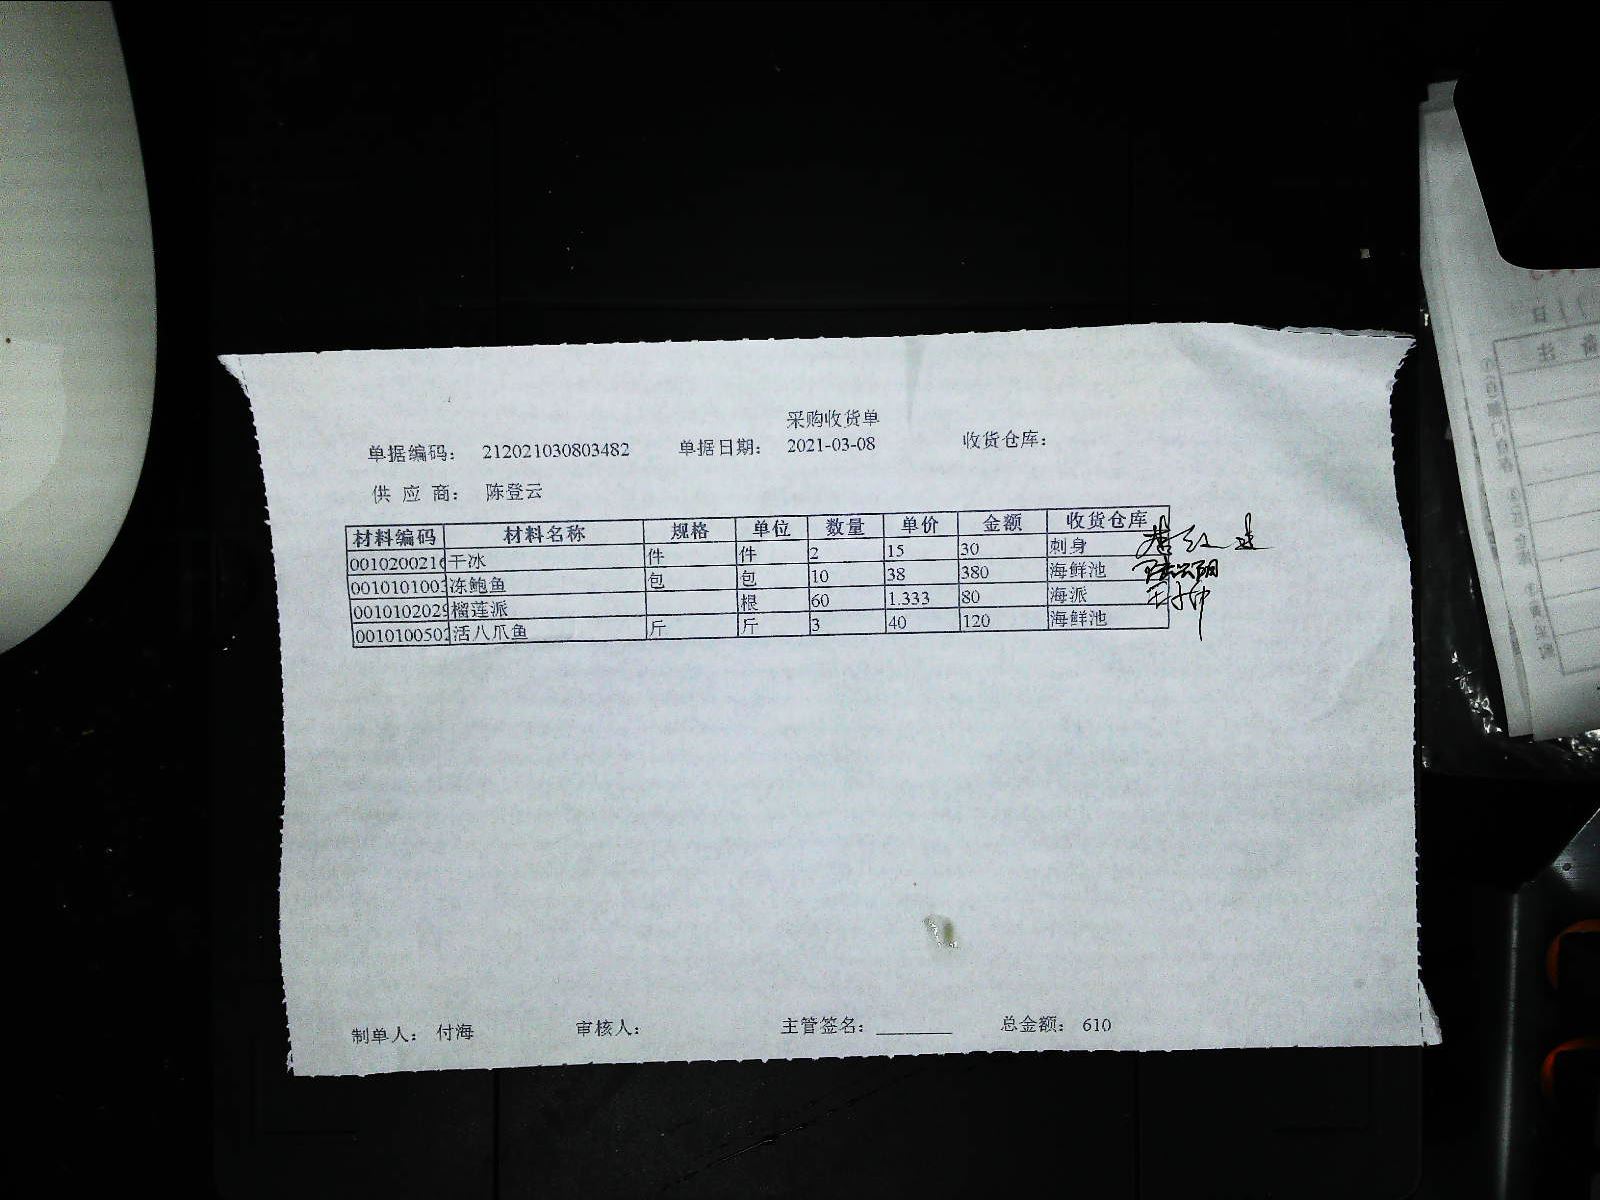 采购收货单
单据编码： 212021030803482 单据日期： 2021-03-08 收货仓库：
供 应 商： 陈登云
材料编码 材料名称 规格 单位 数量 单价 金额 收货仓库
001020021 干冰 件 件 2 15 30 刺身
001010100 冻鲍鱼 包 包 10 38 380 海鲜池
001010202 榴莲派 根 60 1.333 80 海派
001010050 活八爪鱼 斤 斤 3 40 120 海鲜池
制单人： 付海 审核人： 主管签名： 总金额： 610
备 注